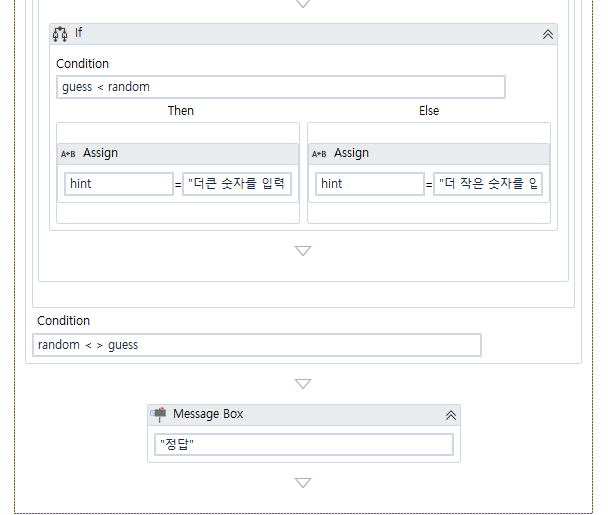 If
Condition
guess < random
Then
Else
A+B Assign
A+B Assign
hint = "더큰 숫자를 입력
hint = "더 작은 숫자를 입
Condition
random < > guess
Message Box
"정답"